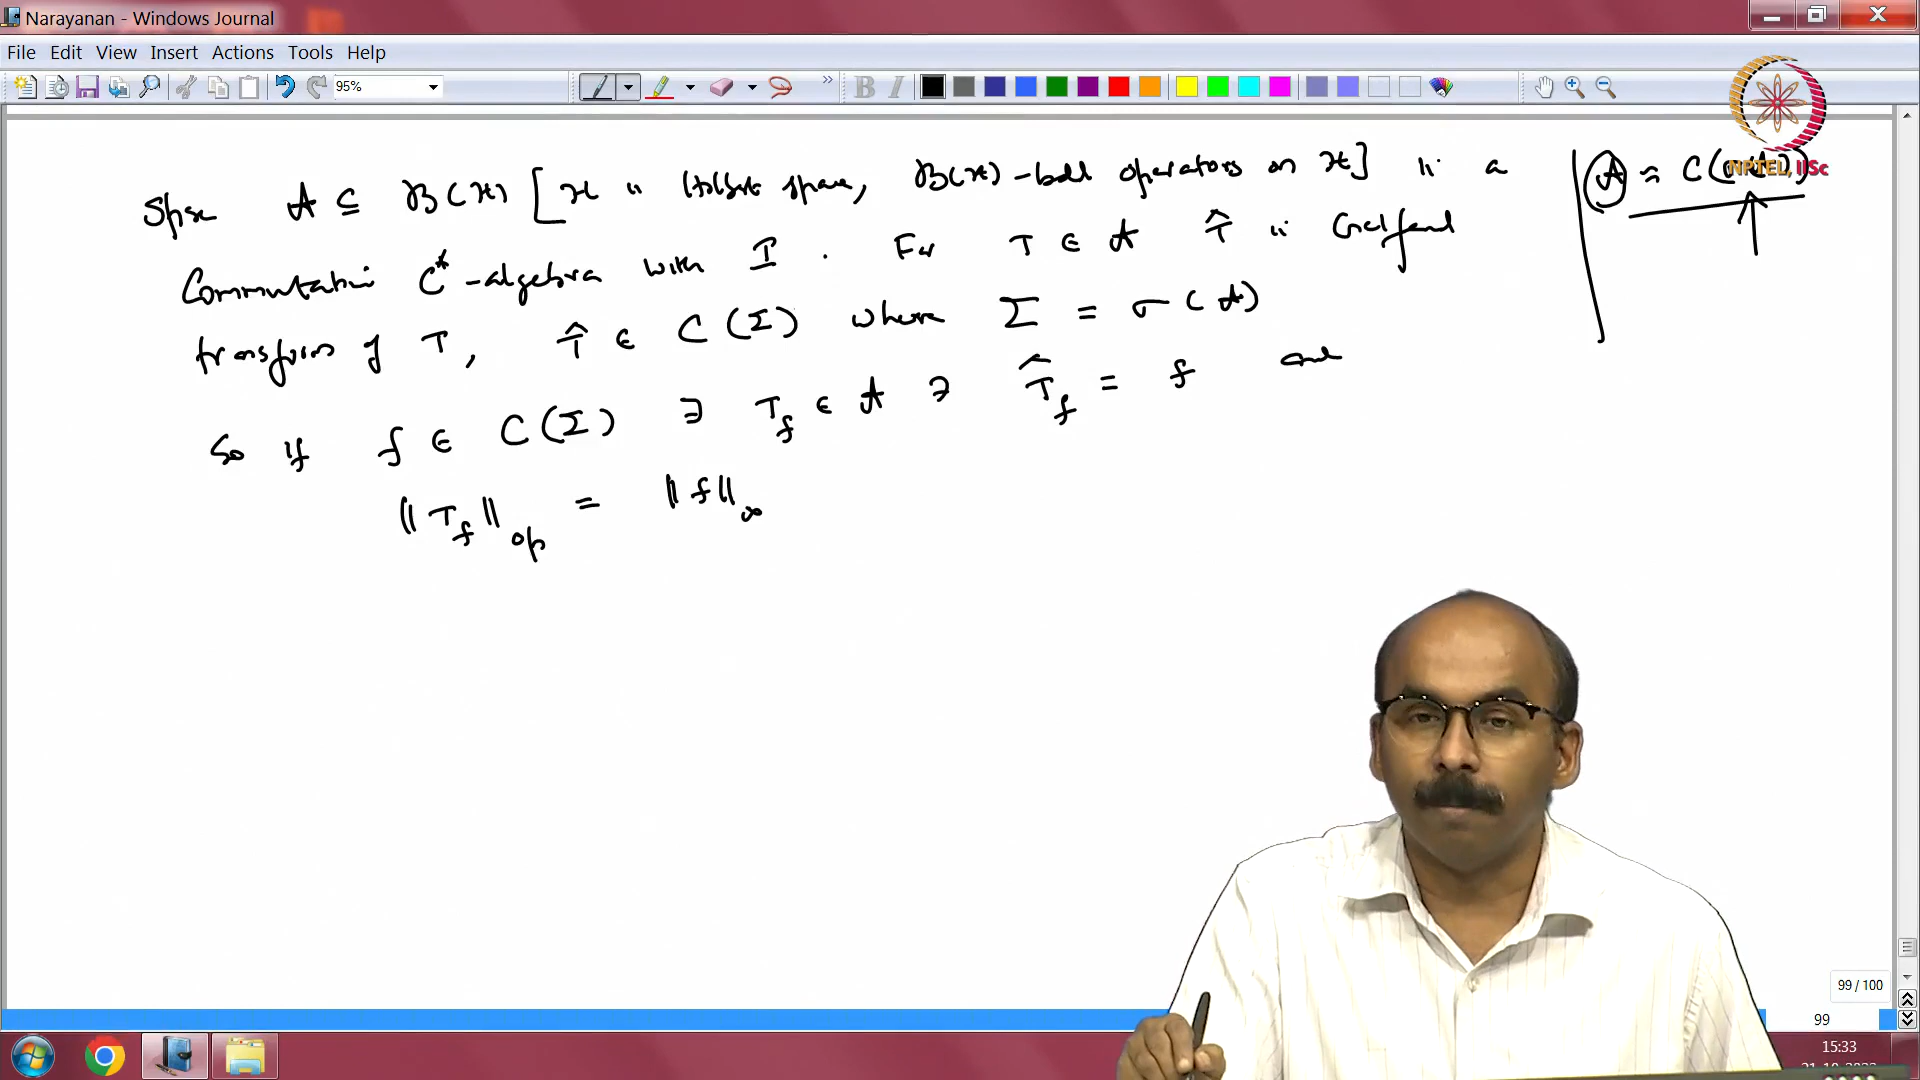 Narayanan - Windows Journal
File Edit View Insert Actions Tools Help
95%
B I
NPTEL, IISc
Spse A ⊆ B(H) [H is Hilbert space, B(H) - bdd operators on H] is a
Commutative C*-algebra with I. For T ∈ A T̂ is Gelfand
transform of T, T̂ ∈ C(Σ) where Σ = σ(A)
So if f ∈ C(Σ) ∃ T_f ∈ A ∋ T̂_f = f and
||T_f||_op = ||f||_∞
A ≈ C(
99 / 100
99
15:33